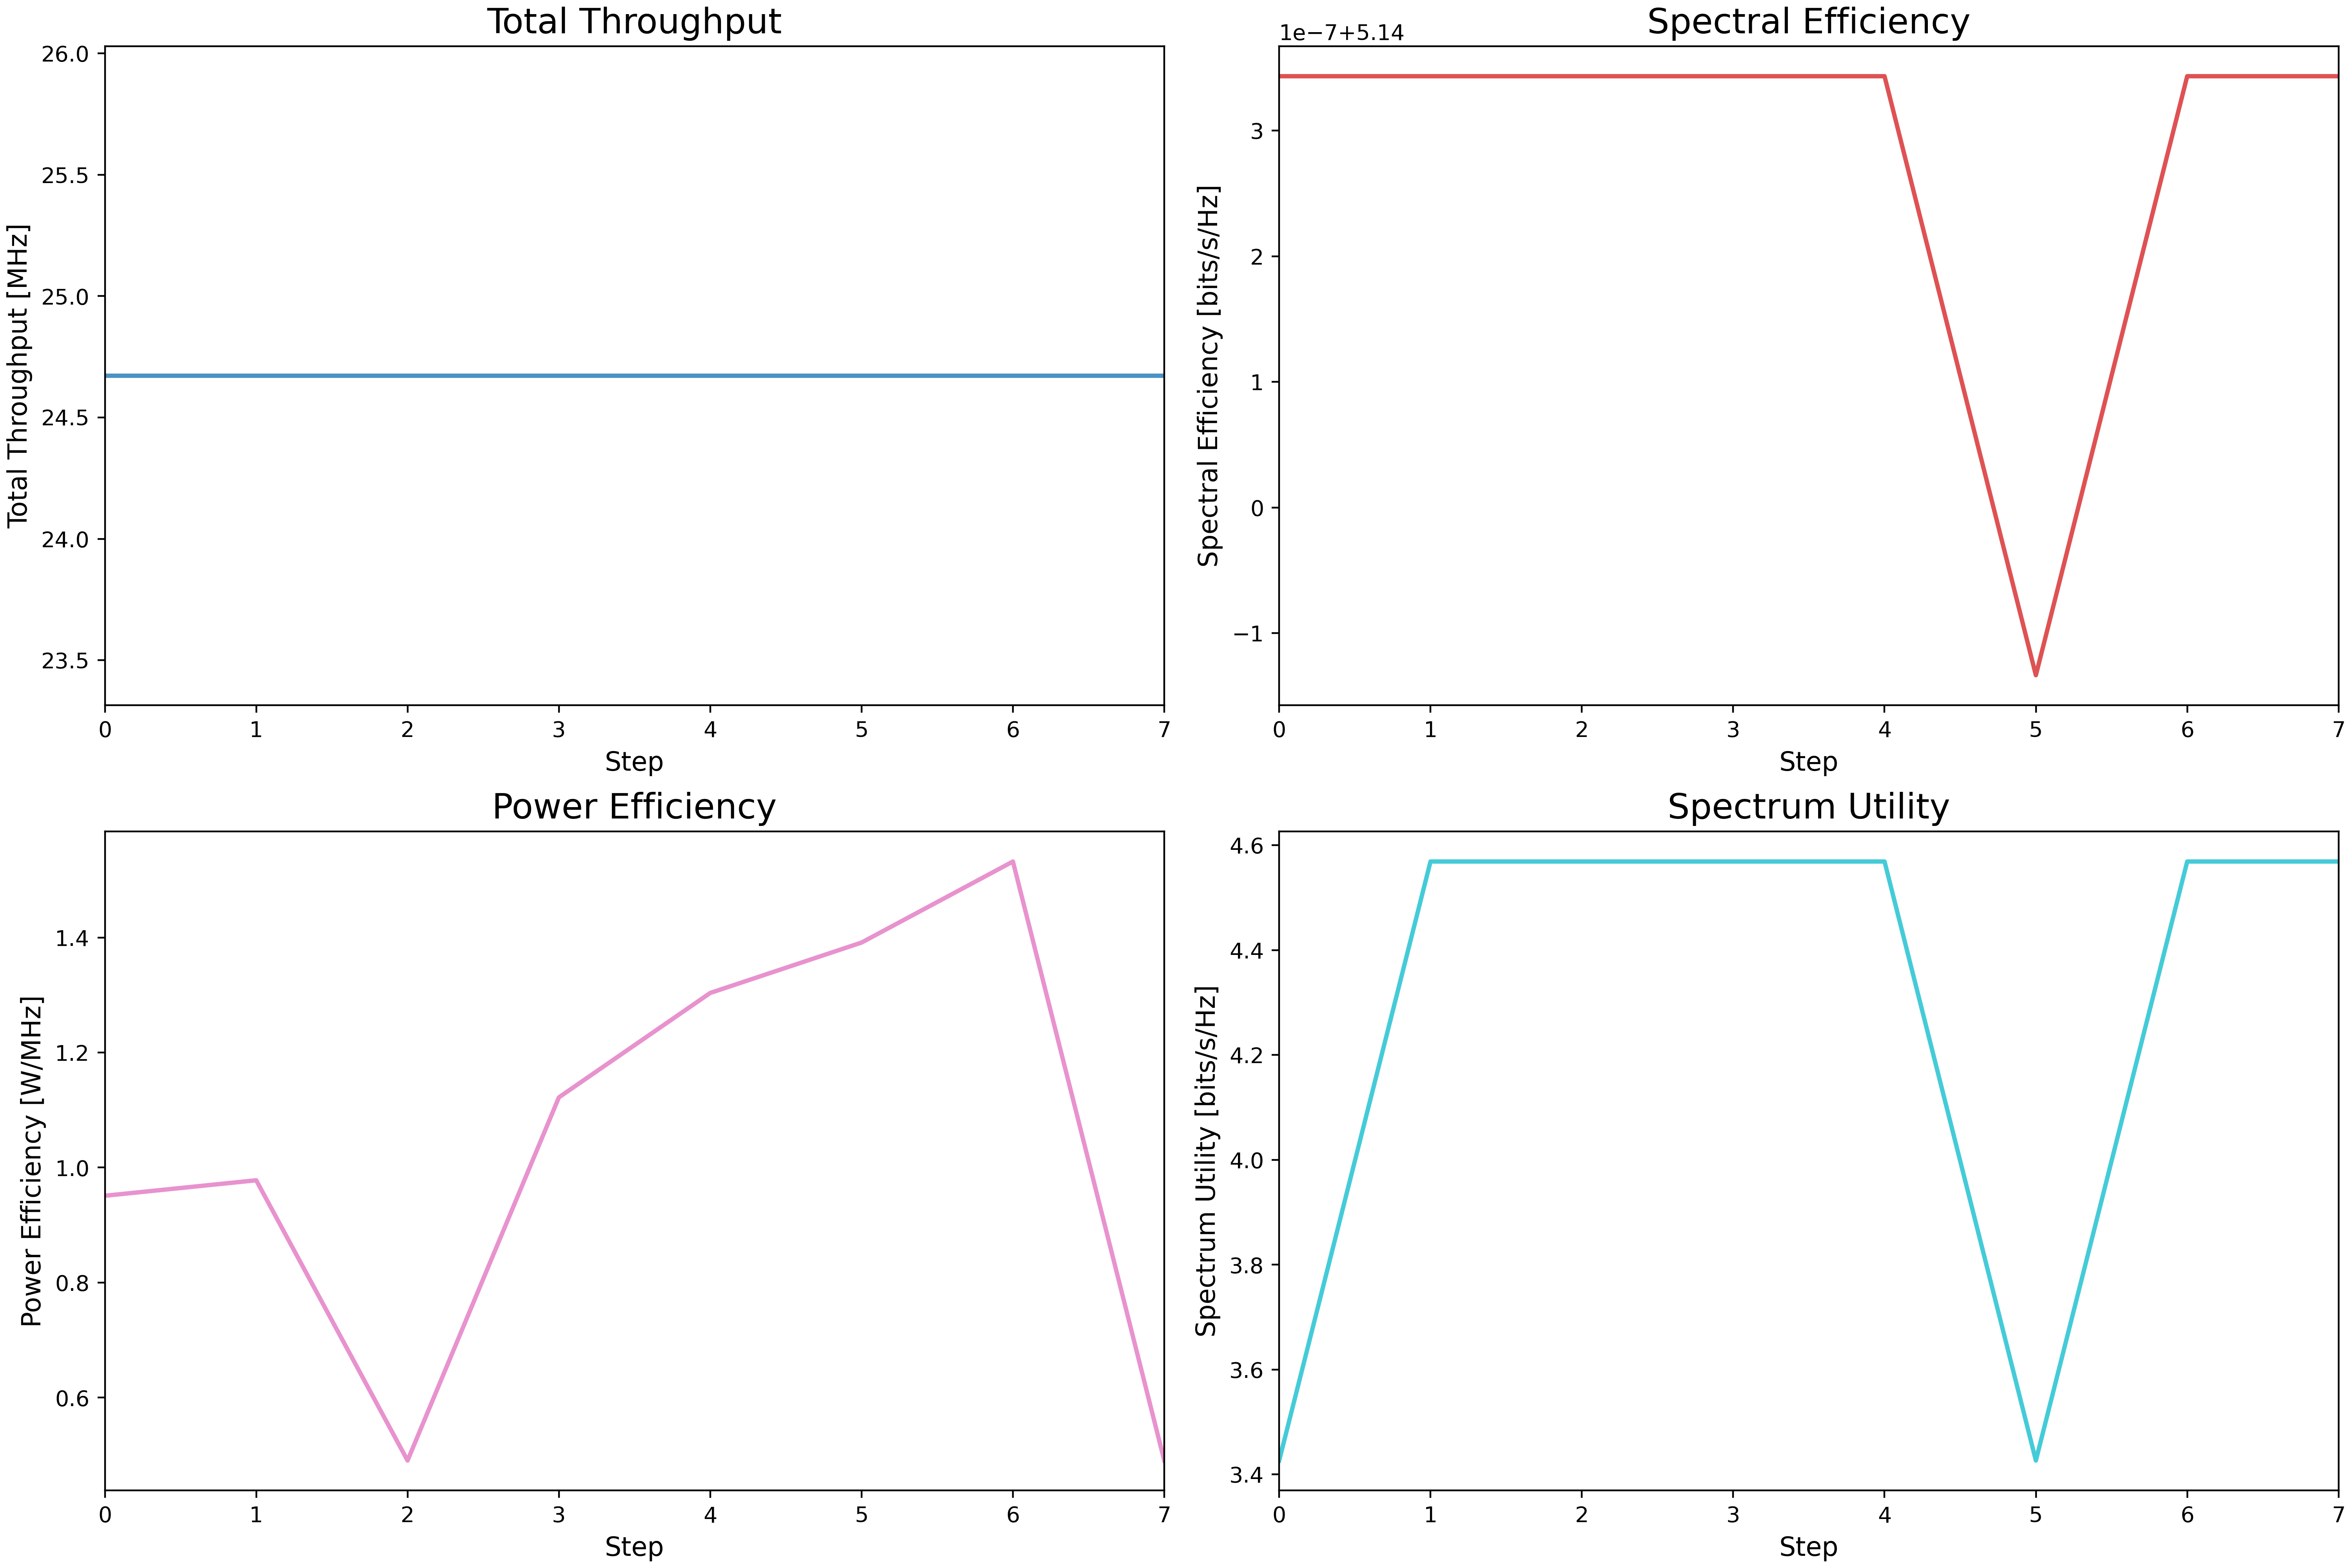 Total Throughput
26.0
25.5
25.0
24.5
24.0
23.5
Total Throughput [MHz]
0 1 2 3 4 5 6 7
Step
Spectral Efficiency
1e−7+5.14
3
2
1
0
−1
Spectral Efficiency [bits/s/Hz]
0 1 2 3 4 5 6 7
Step
Power Efficiency
1.4
1.2
1.0
0.8
0.6
Power Efficiency [W/MHz]
0 1 2 3 4 5 6 7
Step
Spectrum Utility
4.6
4.4
4.2
4.0
3.8
3.6
3.4
Spectrum Utility [bits/s/Hz]
0 1 2 3 4 5 6 7
Step